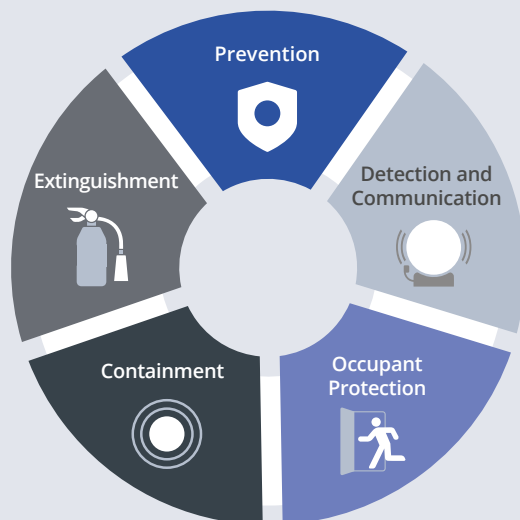 Prevention
Detection and
Communication
Occupant
Protection
Containment
Extinguishment